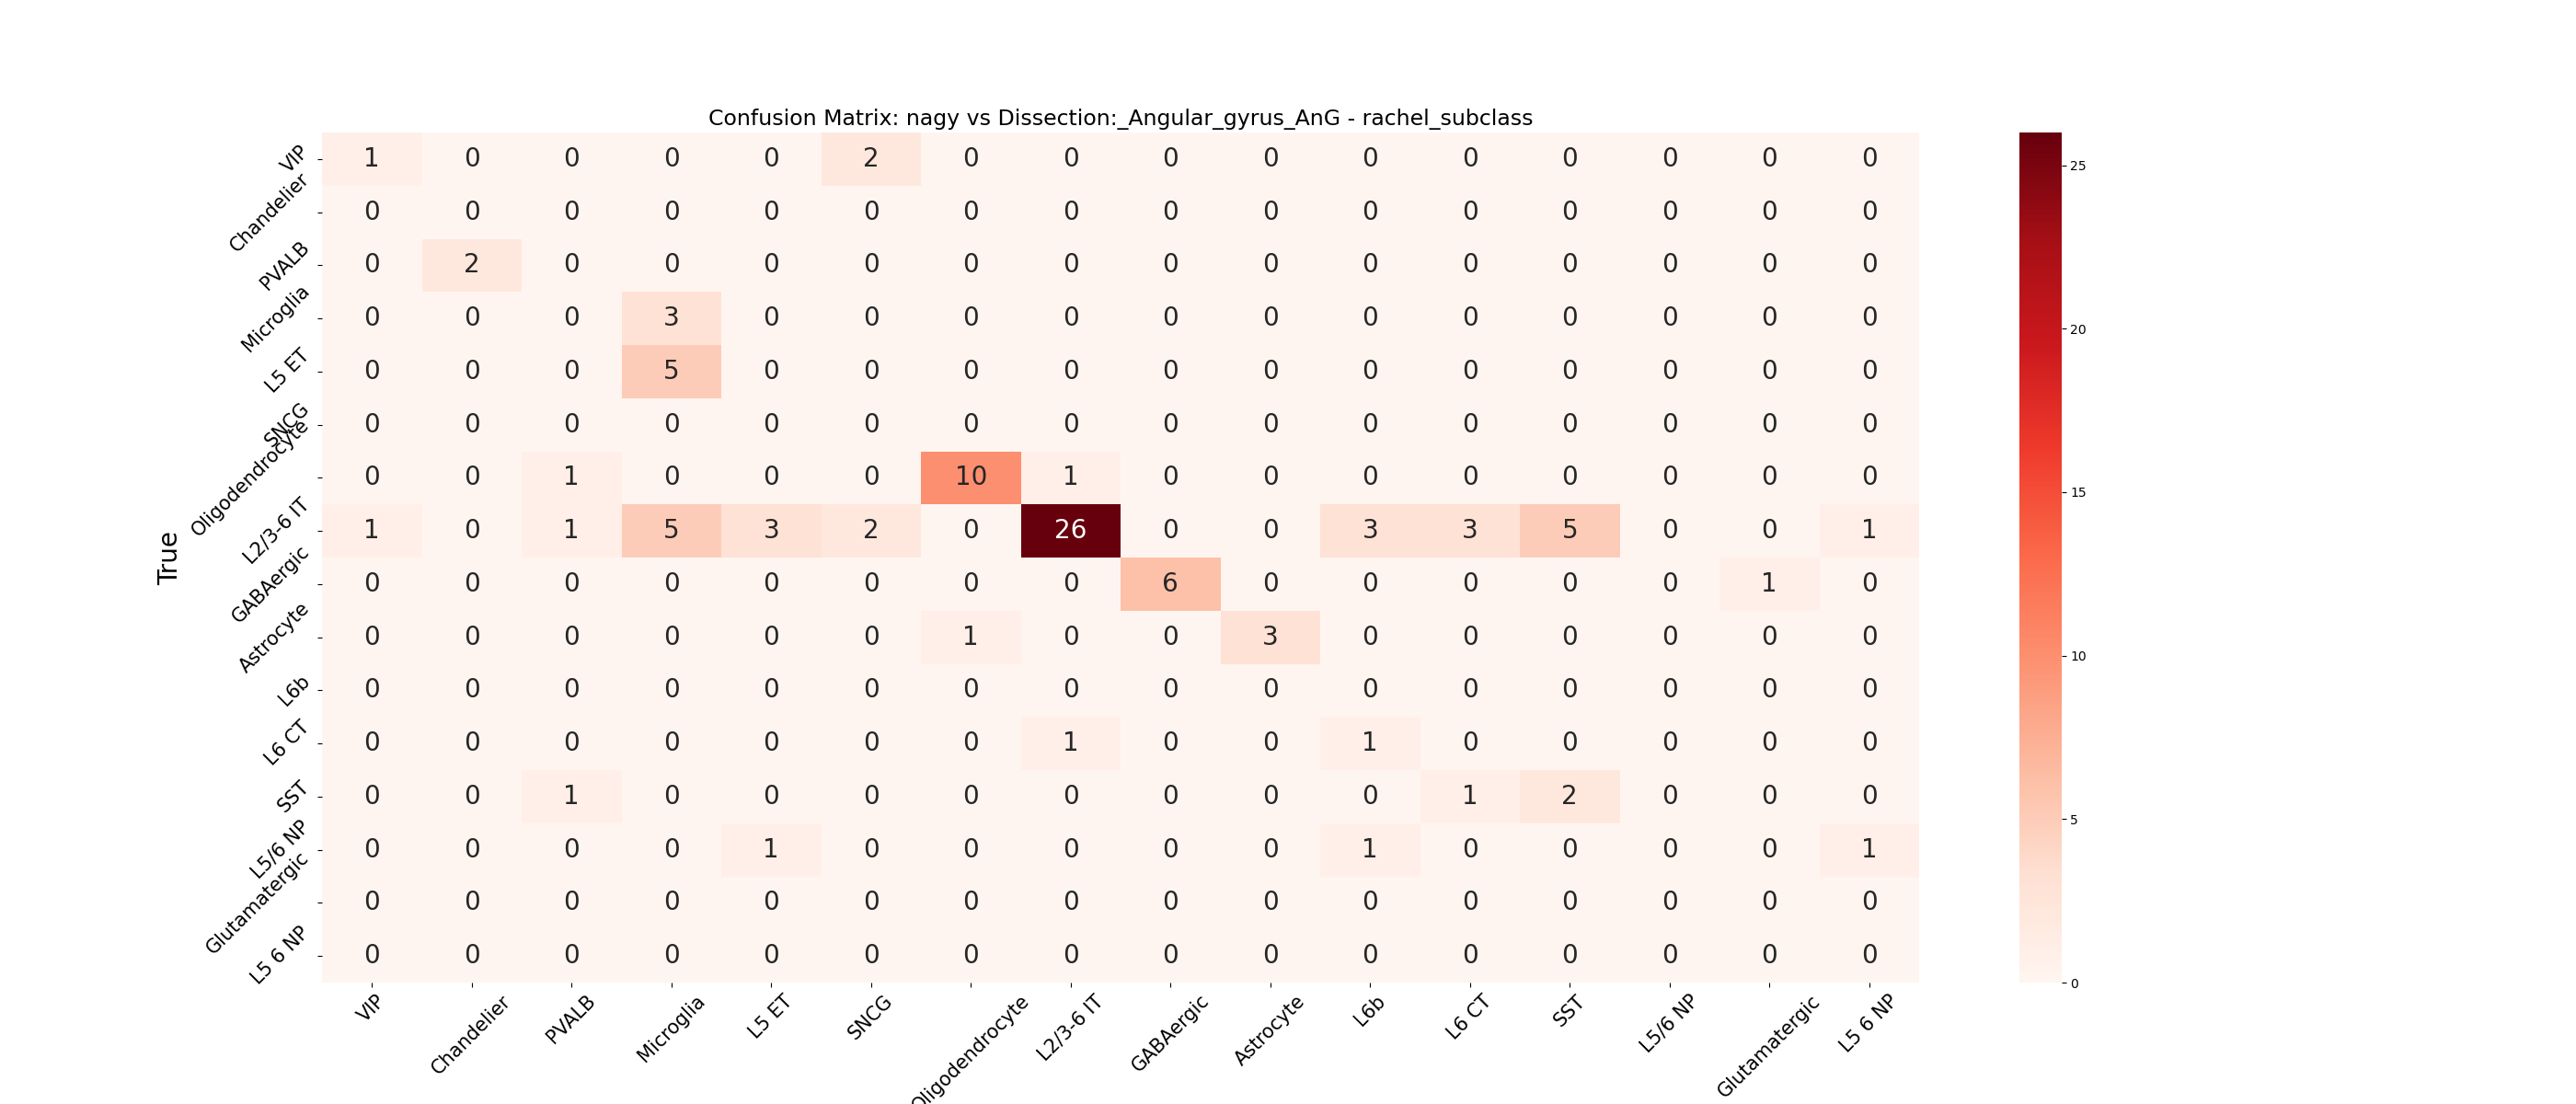 Confusion Matrix: nagy vs Dissection:_Angular_gyrus_AnG - rachel_subclass
True
VIP 1 0 0 0 0 2 0 0 0 0 0 0 0 0 0 0
Chandelier 0 0 0 0 0 0 0 0 0 0 0 0 0 0 0 0
PVALB 0 2 0 0 0 0 0 0 0 0 0 0 0 0 0 0
Microglia 0 0 0 3 0 0 0 0 0 0 0 0 0 0 0 0
L5 ET 0 0 0 5 0 0 0 0 0 0 0 0 0 0 0 0
SNCG 0 0 0 0 0 0 0 0 0 0 0 0 0 0 0 0
Oligodendrocyte 0 0 1 0 0 0 10 1 0 0 0 0 0 0 0 0
L2/3-6 IT 1 0 1 5 3 2 0 26 0 0 3 3 5 0 0 1
GABAergic 0 0 0 0 0 0 0 0 6 0 0 0 0 0 1 0
Astrocyte 0 0 0 0 0 0 1 0 0 3 0 0 0 0 0 0
L6b 0 0 0 0 0 0 0 0 0 0 0 0 0 0 0 0
L6 CT 0 0 0 0 0 0 0 1 0 0 1 0 0 0 0 0
SST 0 0 1 0 0 0 0 0 0 0 0 1 2 0 0 0
L5/6 NP 0 0 0 0 1 0 0 0 0 0 1 0 0 0 0 1
Glutamatergic 0 0 0 0 0 0 0 0 0 0 0 0 0 0 0 0
L5 6 NP 0 0 0 0 0 0 0 0 0 0 0 0 0 0 0 0
VIP Chandelier PVALB Microglia L5 ET SNCG Oligodendrocyte L2/3-6 IT GABAergic Astrocyte L6b L6 CT SST L5/6 NP Glutamatergic L5 6 NP
25
20
15
10
5
0